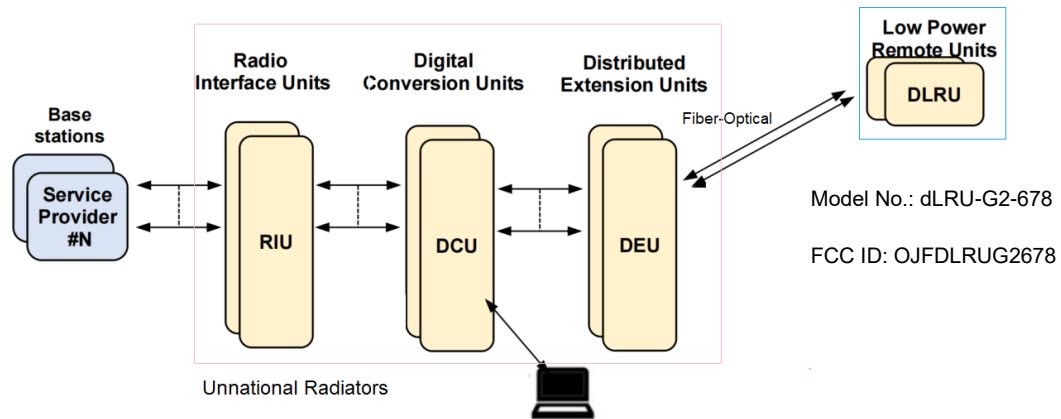 Base
stations
Service
Provider
#N
Radio
Interface Units
RIU
Digital
Conversion Units
DCU
Distributed
Extension Units
DEU
Fiber-Optical
Low Power
Remote Units
DLRU
Model No.: dLRU-G2-678
FCC ID: OJFDLRUG2678
Unnational Radiators